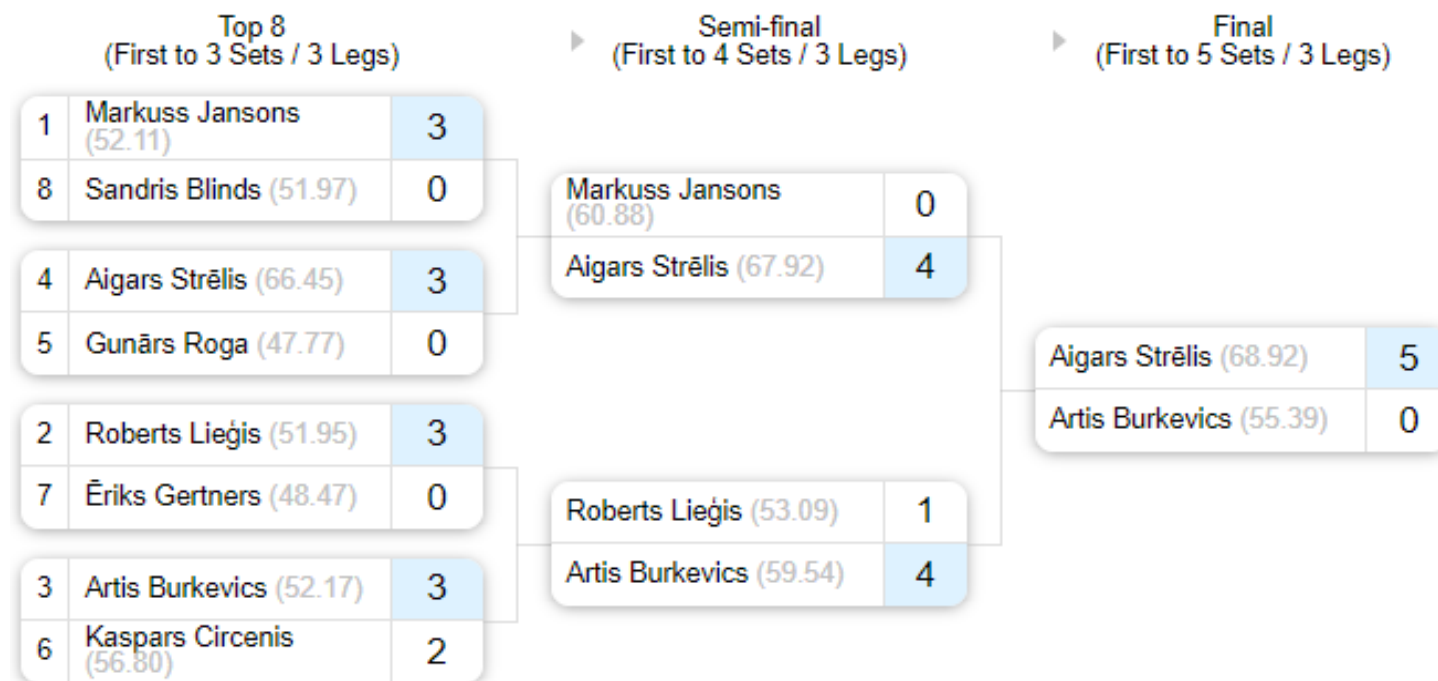 Top 8
(First to 3 Sets / 3 Legs)
Semi-final
(First to 4 Sets / 3 Legs)
Final
(First to 5 Sets / 3 Legs)
1 Markuss Jansons (52.11) 3
8 Sandris Blinds (51.97) 0
4 Aigars Strēlis (66.45) 3
5 Gunārs Roga (47.77) 0
2 Roberts Lieģis (51.95) 3
7 Ēriks Gertners (48.47) 0
3 Artis Burkevics (52.17) 3
6 Kaspars Circenis (56.80) 2
Markuss Jansons (60.88) 0
Aigars Strēlis (67.92) 4
Roberts Lieģis (53.09) 1
Artis Burkevics (59.54) 4
Aigars Strēlis (68.92) 5
Artis Burkevics (55.39) 0